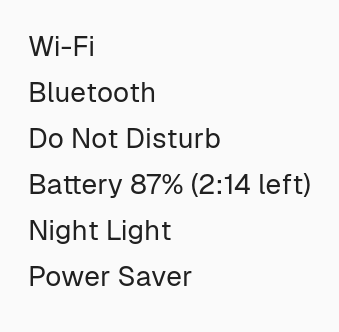 Wi-Fi
Bluetooth
Do Not Disturb
Battery 87% (2:14 left)
Night Light
Power Saver